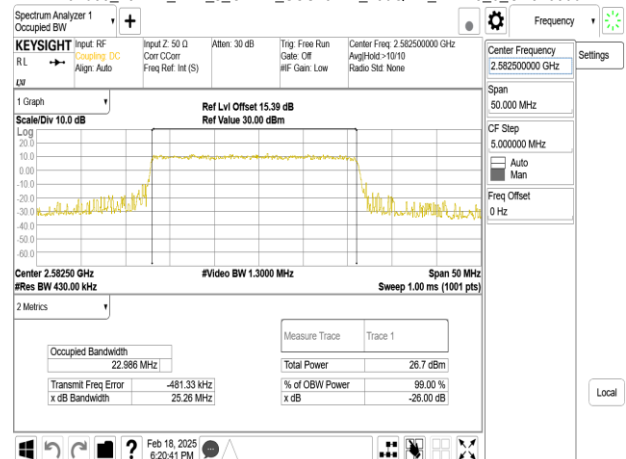 Spectrum Analyzer 1
Occupied BW
Frequency
KEYSIGHT
RL
LXI
Input: RF
Coupling: DC
Align: Auto
Input Z: 50 Ω
Corr CCorr
Freq Ref: Int (S)
Atten: 30 dB
Trig: Free Run
Gate: Off
#IF Gain: Low
Center Freq: 2.582500000 GHz
Avg|Hold:>10/10
Radio Std: None
Center Frequency
2.582500000 GHz
Settings
Span
50.000 MHz
CF Step
5.000000 MHz
Auto
Man
Freq Offset
0 Hz
1 Graph
Scale/Div 10.0 dB
Ref Lvl Offset 15.39 dB
Ref Value 30.00 dBm
Log
20.0
10.0
0.00
-10.0
-20.0
-30.0
-40.0
-50.0
-60.0
Center 2.58250 GHz
#Video BW 1.3000 MHz
Span 50 MHz
#Res BW 430.00 kHz
Sweep 1.00 ms (1001 pts)
2 Metrics
Measure Trace Trace 1
Occupied Bandwidth
22.986 MHz
Total Power 26.7 dBm
Transmit Freq Error -481.33 kHz
% of OBW Power 99.00 %
x dB Bandwidth 25.26 MHz
x dB -26.00 dB
Local
?
Feb 18, 2025
6:20:41 PM